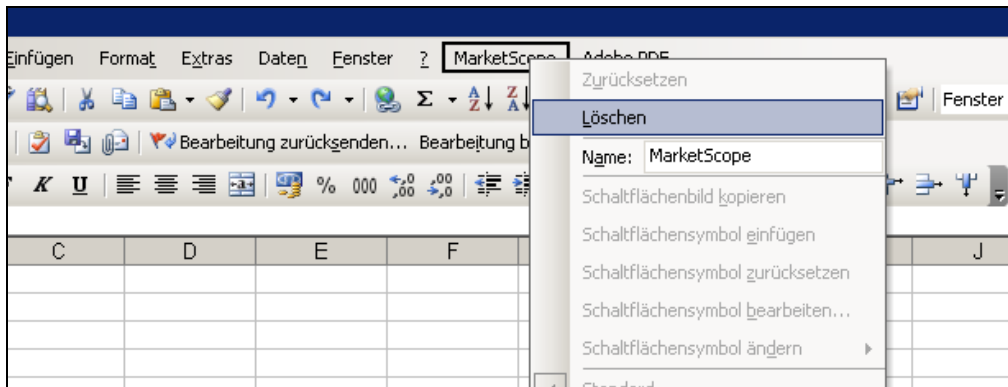 Einfügen Format Extras Daten Fenster ? MarketScope Adobe PDF
Zurücksetzen
Σ A Z Z A Fenster
Löschen
Bearbeitung zurücksenden... Bearbeitung b
Name: MarketScope
K U % 000
Schaltflächenbild kopieren
Schaltflächensymbol einfügen
C D E F J
Schaltflächensymbol zurücksetzen
Schaltflächensymbol bearbeiten...
Schaltflächensymbol ändern
Standard